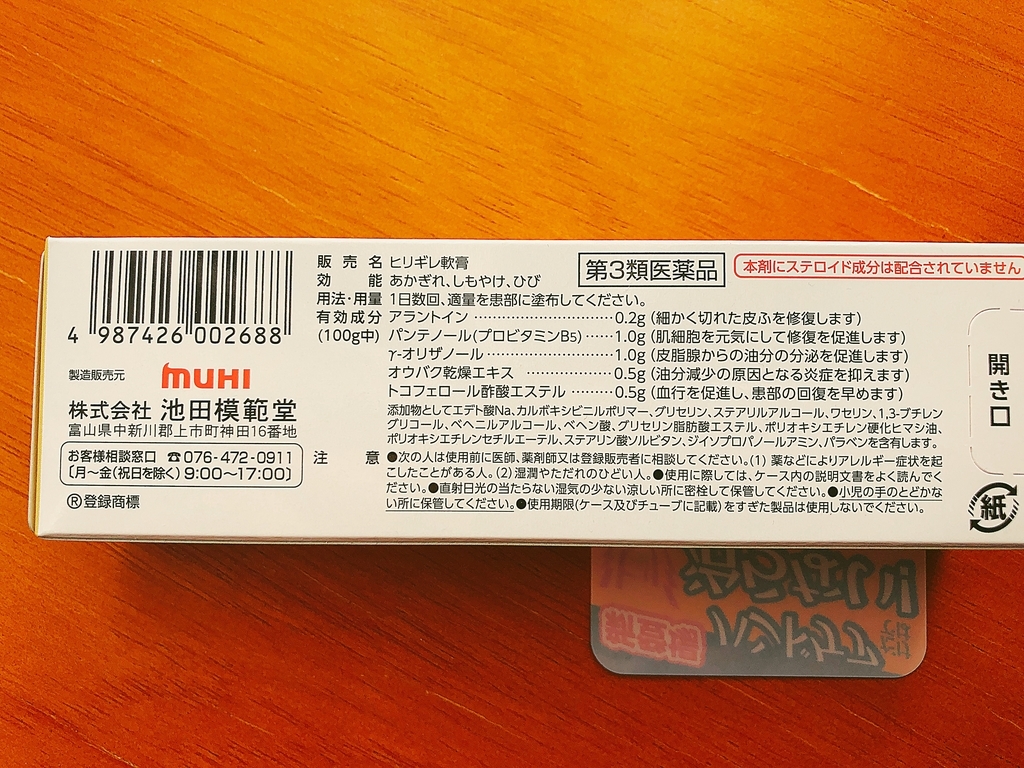 4 987426 002688
製造販売元 muHI
株式会社 池田模範堂
富山県中新川郡上市町神田16番地
お客様相談窓口 ☎076-472-0911
〔月〜金(祝日を除く)9:00〜17:00〕
®登録商標
販売名 ヒリギレ軟膏
効能 あかぎれ、しもやけ、ひび
第3類医薬品
本剤にステロイド成分は配合されていません
用法・用量 1日数回、適量を患部に塗布してください。
有効成分 アラントイン……0.2g(細かく切れた皮ふを修復します)
(100g中) パンテノール(プロビタミンB5)……1.0g(肌細胞を元気にして修復を促進します)
γ-オリザノール……1.0g(皮脂腺からの油分の分泌を促進します)
オウバク乾燥エキス……0.5g(油分減少の原因となる炎症を抑えます)
トコフェロール酢酸エステル……0.5g(血行を促進し、患部の回復を早めます)
添加物としてエデト酸Na、カルボキシビニルポリマー、グリセリン、ステアリルアルコール、ワセリン、1,3-ブチレン
グリコール、ベヘニルアルコール、ベヘン酸、グリセリン脂肪酸エステル、ポリオキシエチレン硬化ヒマシ油、
ポリオキシエチレンセチルエーテル、ステアリン酸ソルビタン、ジイソプロパノールアミン、パラベンを含有します。
注意 ●次の人は使用前に医師、薬剤師又は登録販売者に相談してください。(1) 薬などによりアレルギー症状を起
こしたことがある人。(2) 湿潤やただれのひどい人。●使用に際しては、ケース内の説明文書をよく読んでく
ださい。●直射日光の当たらない湿気の少ない涼しい所に密栓して保管してください。●小児の手のとどかな
い所に保管してください。●使用期限(ケース及びチューブに記載)をすぎた製品は使用しないでください。
開き口
紙